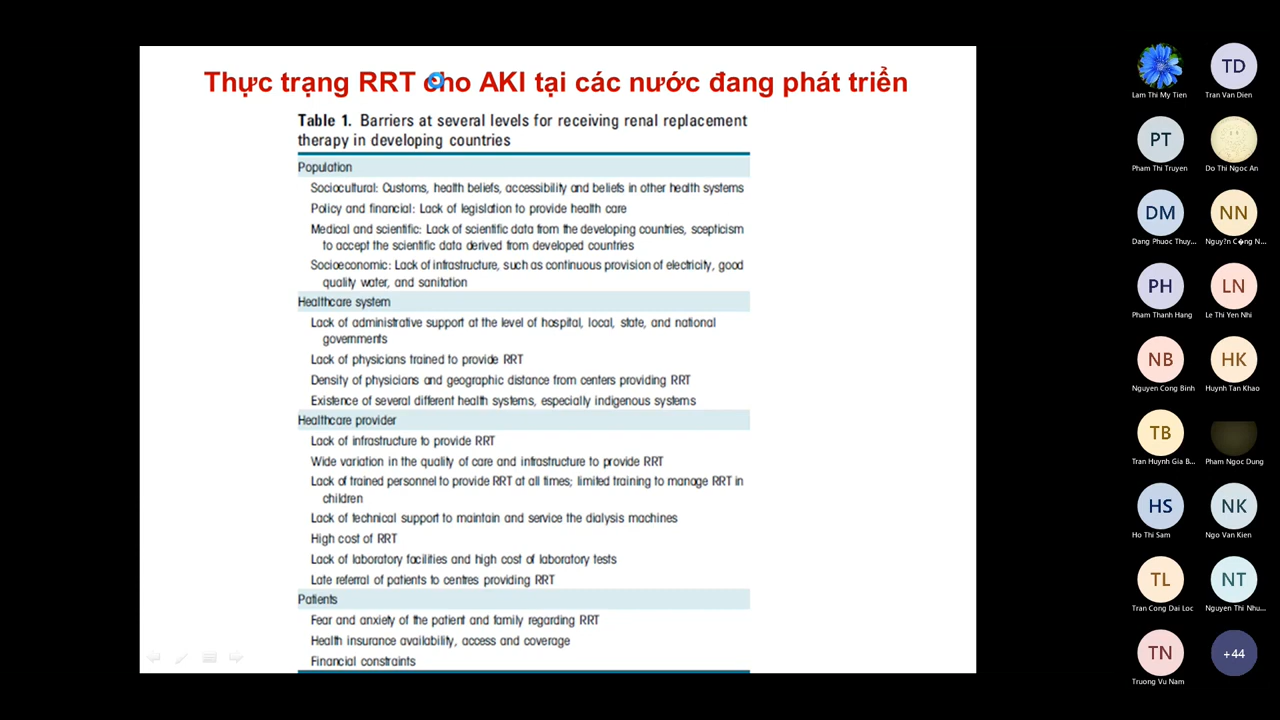 Thực trạng RRT cho AKI tại các nước đang phát triển
Table 1. Barriers at several levels for receiving renal replacement
therapy in developing countries
Population
Sociocultural: Customs, health beliefs, accessibility and beliefs in other health systems
Policy and financial: Lack of legislation to provide health care
Medical and scientific: Lack of scientific data from the developing countries, scepticism
to accept the scientific data derived from developed countries
Socioeconomic: Lack of infrastructure, such as continuous provision of electricity, good
quality water, and sanitation
Healthcare system
Lack of administrative support at the level of hospital, local, state, and national
governments
Lack of physicians trained to provide RRT
Density of physicians and geographic distance from centers providing RRT
Existence of several different health systems, especially indigenous systems
Healthcare provider
Lack of infrastructure to provide RRT
Wide variation in the quality of care and infrastructure to provide RRT
Lack of trained personnel to provide RRT at all times; limited training to manage RRT in
children
Lack of technical support to maintain and service the dialysis machines
High cost of RRT
Lack of laboratory facilities and high cost of laboratory tests
Late referral of patients to centres providing RRT
Patients
Fear and anxiety of the patient and family regarding RRT
Health insurance availability, access and coverage
Financial constraints
TD
Lam Thi My Tien
Tran Van Dien
PT
Pham Thi Truyen
Do Thi Ngoc An
DM
NN
Dang Phuoc Thuy...
Nguy?n C�ng N...
PH
LN
Pham Thanh Hang
Le Thi Yen Nhi
NB
HK
Nguyen Cong Binh
Huynh Tan Khao
TB
Tran Huynh Gia B...
Pham Ngoc Dung
HS
NK
Ho Thi Sam
Ngo Van Kien
TL
NT
Tran Cong Dai Loc
Nguyen Thi Nhu...
TN
+44
Truong Vu Nam